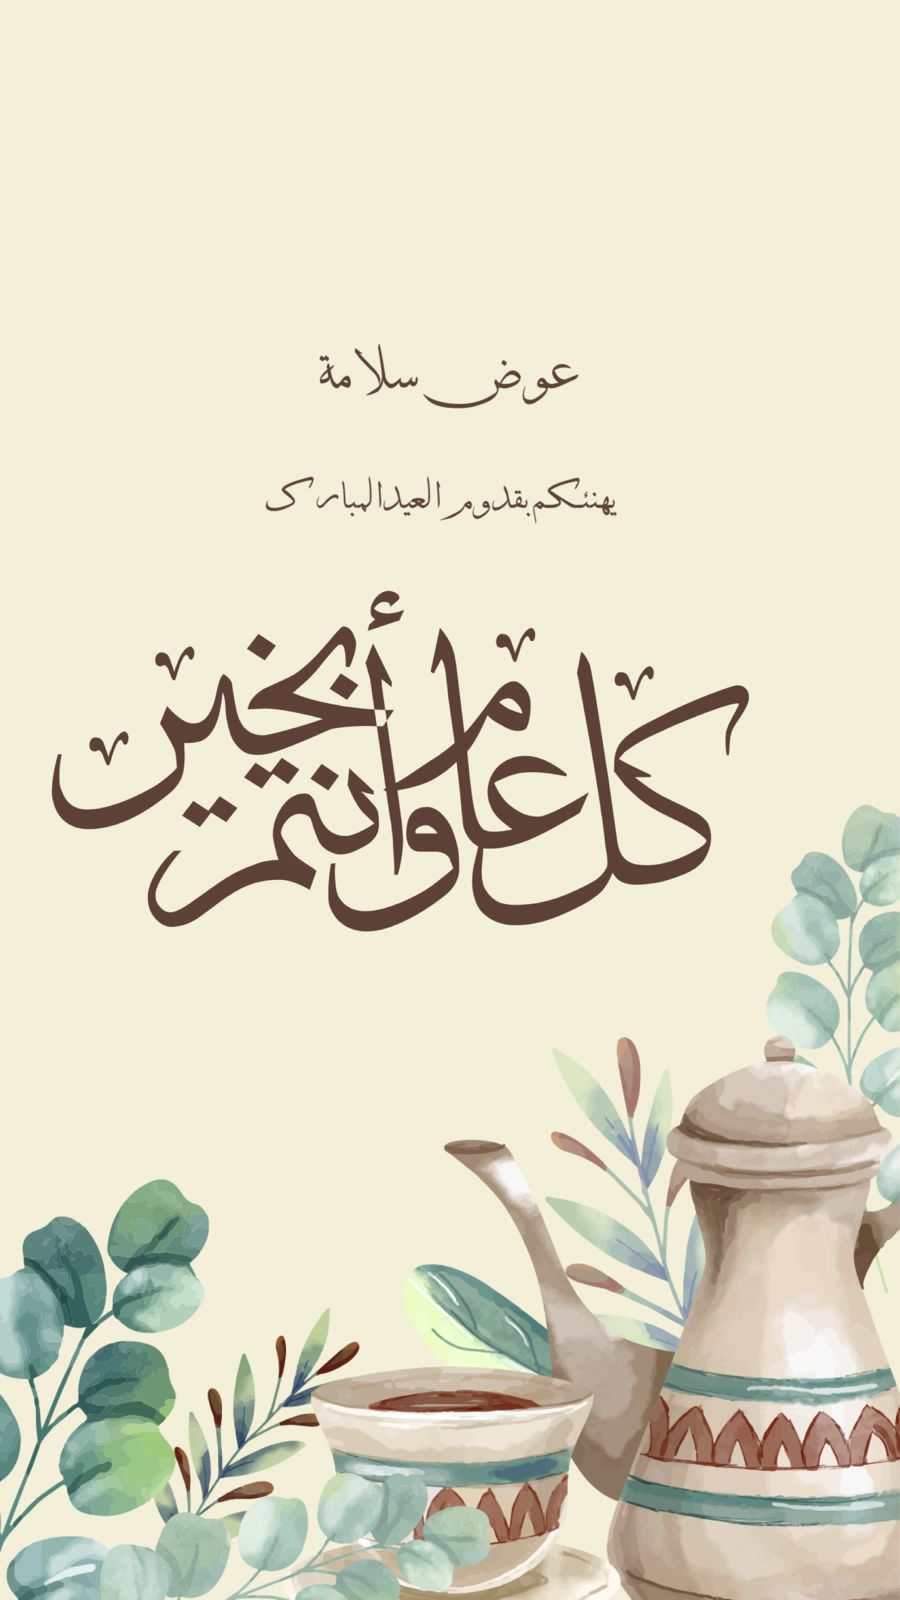 عوض سلامة
يهنئكم بقدوم العيد المبارك
كل عام وأنتم بخير